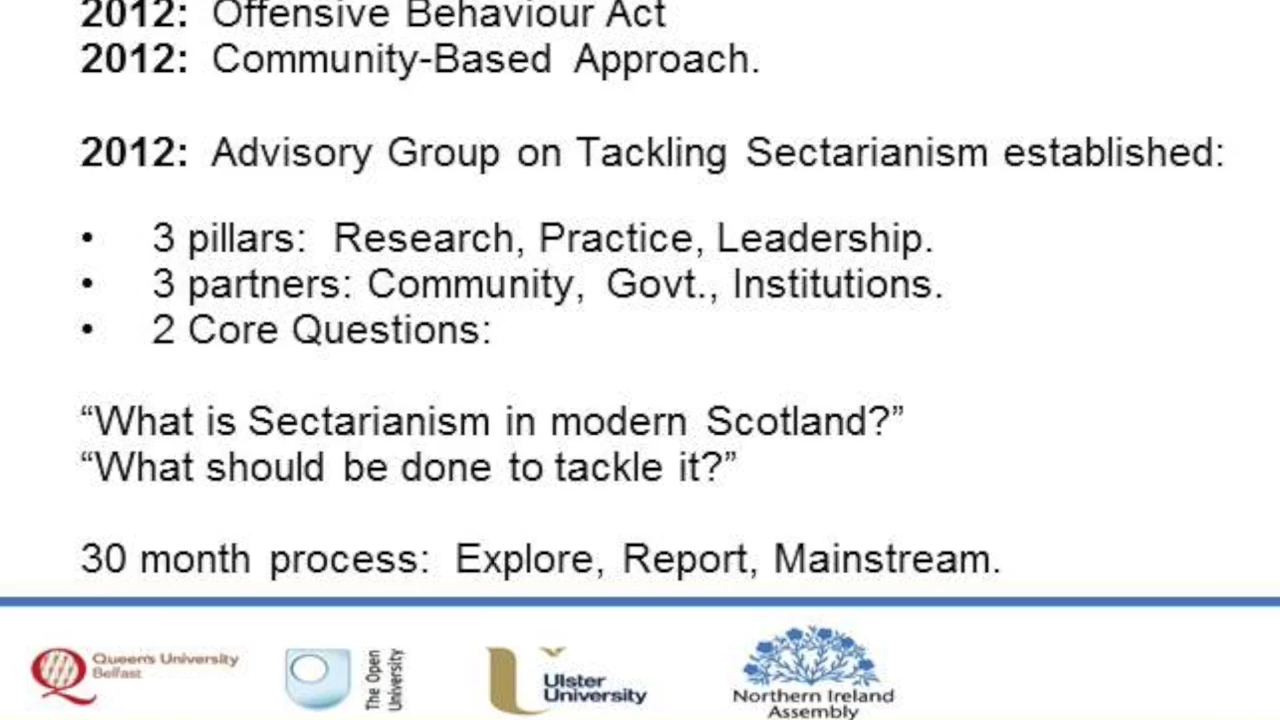 2012: Offensive Behaviour Act
2012: Community-Based Approach.
2012: Advisory Group on Tackling Sectarianism established:
• 3 pillars: Research, Practice, Leadership.
• 3 partners: Community, Govt., Institutions.
• 2 Core Questions:
“What is Sectarianism in modern Scotland?”
“What should be done to tackle it?”
30 month process: Explore, Report, Mainstream.
Queen's University
Belfast
The Open
University
Ulster
University
Northern Ireland
Assembly